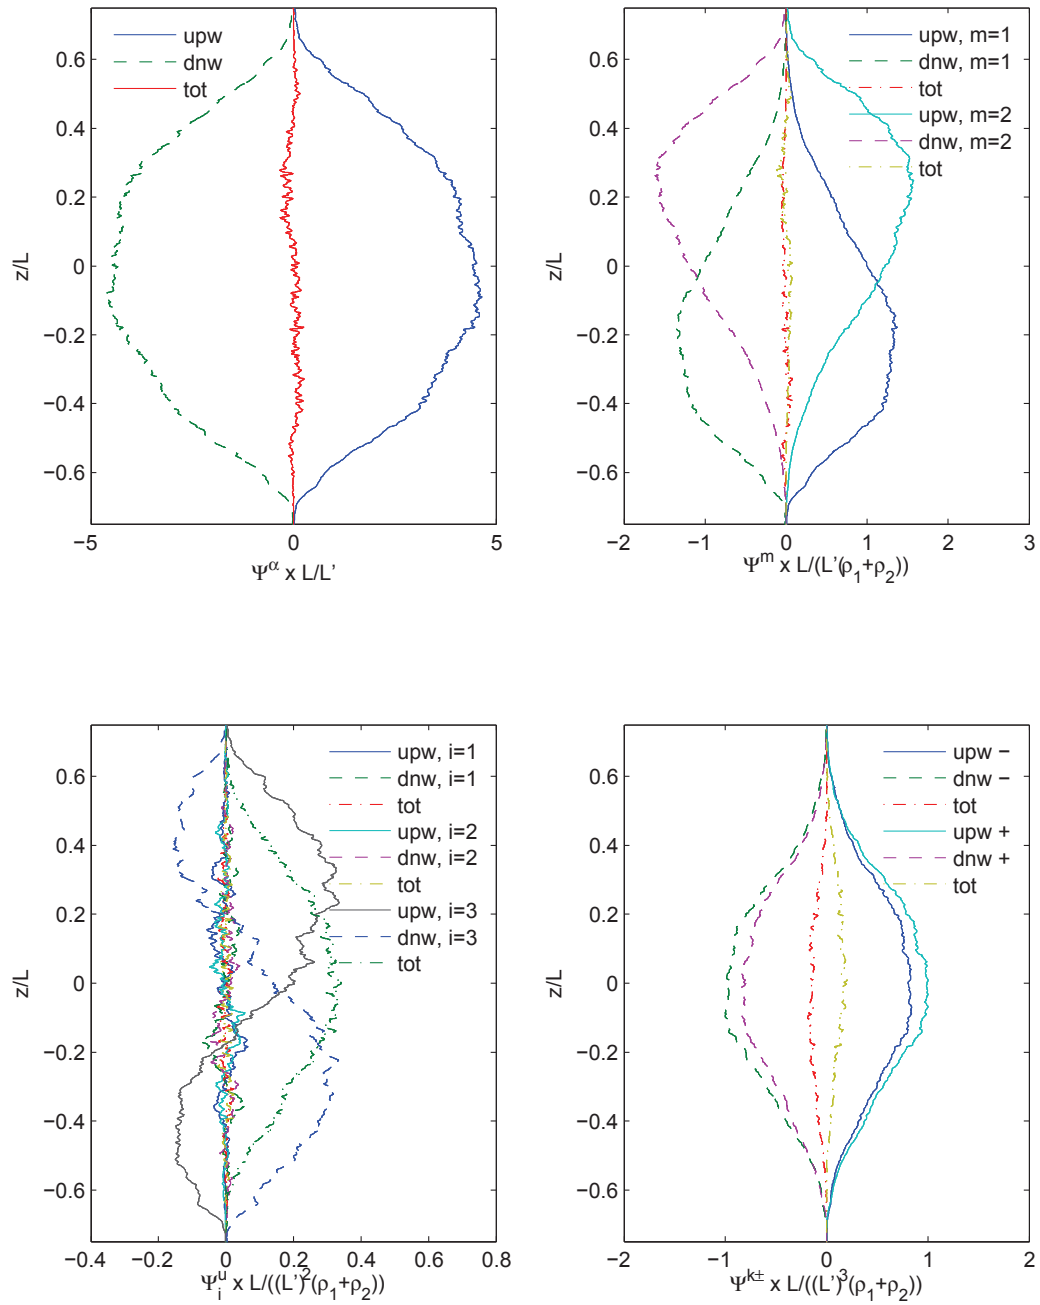 upw
dnw
tot
0.6
0.4
0.2
0
−0.2
−0.4
−0.6
z/L
−5
0
5
Ψ^α x L/L'
upw, m=1
dnw, m=1
tot
upw, m=2
dnw, m=2
tot
0.6
0.4
0.2
0
−0.2
−0.4
−0.6
z/L
−2
−1
0
1
2
3
Ψ^m x L/(L'(ρ_1+ρ_2))
upw, i=1
dnw, i=1
tot
upw, i=2
dnw, i=2
tot
upw, i=3
dnw, i=3
tot
0.6
0.4
0.2
0
−0.2
−0.4
−0.6
z/L
−0.4
−0.2
0
0.2
0.4
0.6
0.8
Ψ_i^u x L/((L')^2(ρ_1+ρ_2))
upw −
dnw −
tot
upw +
dnw +
tot
0.6
0.4
0.2
0
−0.2
−0.4
−0.6
z/L
−2
−1
0
1
2
Ψ^{k±} x L/((L')^3(ρ_1+ρ_2))